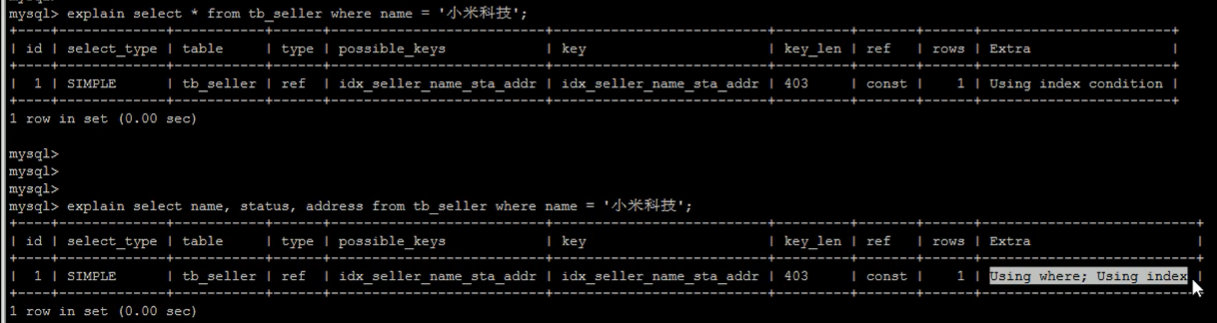 mysql>
mysql> explain select * from tb_seller where name = '小米科技';
+----+-------------+-----------+------+--------------------------+--------------------------+---------+-------+------+-----------------------+
| id | select_type | table | type | possible_keys | key | key_len | ref | rows | Extra |
+----+-------------+-----------+------+--------------------------+--------------------------+---------+-------+------+-----------------------+
| 1 | SIMPLE | tb_seller | ref | idx_seller_name_sta_addr | idx_seller_name_sta_addr | 403 | const | 1 | Using index condition |
+----+-------------+-----------+------+--------------------------+--------------------------+---------+-------+------+-----------------------+
1 row in set (0.00 sec)
mysql>
mysql>
mysql>
mysql> explain select name, status, address from tb_seller where name = '小米科技';
+----+-------------+-----------+------+--------------------------+--------------------------+---------+-------+------+--------------------------+
| id | select_type | table | type | possible_keys | key | key_len | ref | rows | Extra |
+----+-------------+-----------+------+--------------------------+--------------------------+---------+-------+------+--------------------------+
| 1 | SIMPLE | tb_seller | ref | idx_seller_name_sta_addr | idx_seller_name_sta_addr | 403 | const | 1 | Using where; Using index |
+----+-------------+-----------+------+--------------------------+--------------------------+---------+-------+------+--------------------------+
1 row in set (0.00 sec)